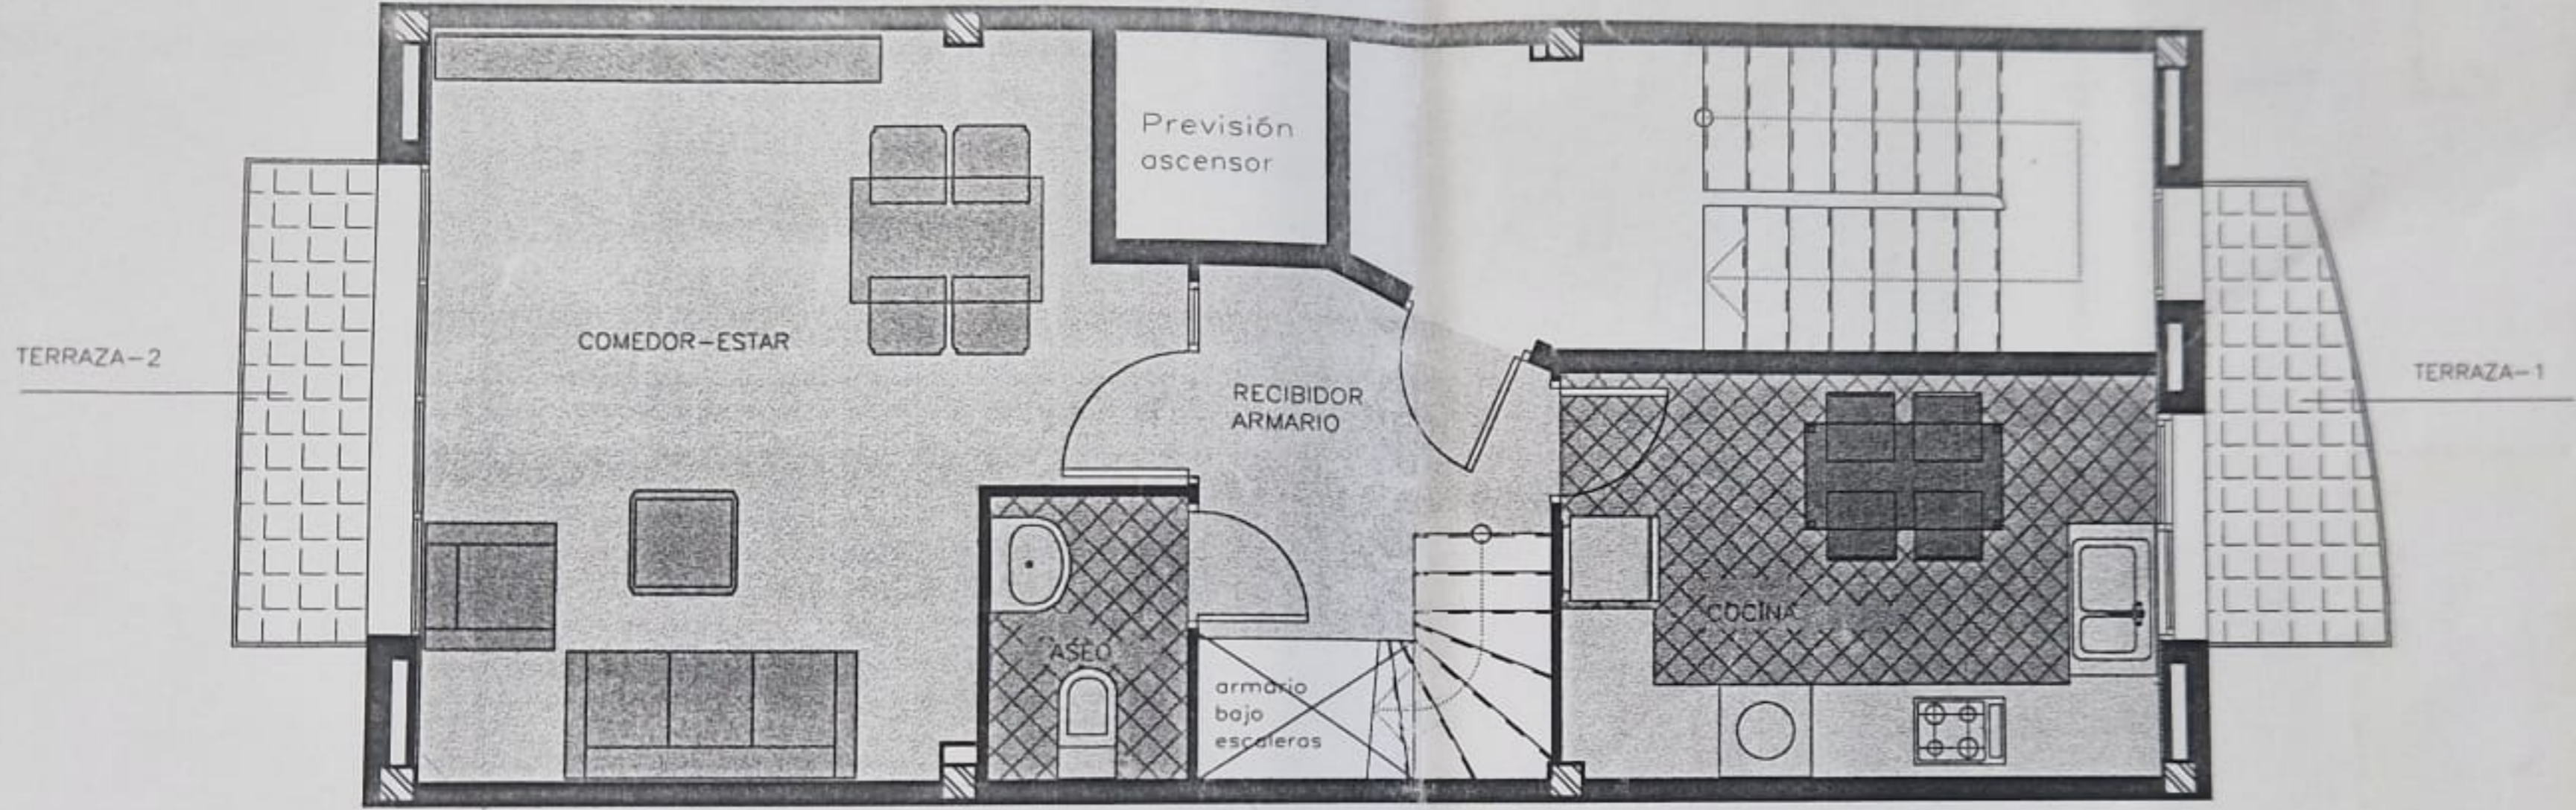 Previsión
ascensor
COMEDOR-ESTAR
TERRAZA-2
TERRAZA-1
RECIBIDOR
ARMARIO
COCINA
ASEO
armario
bajo
escaleras